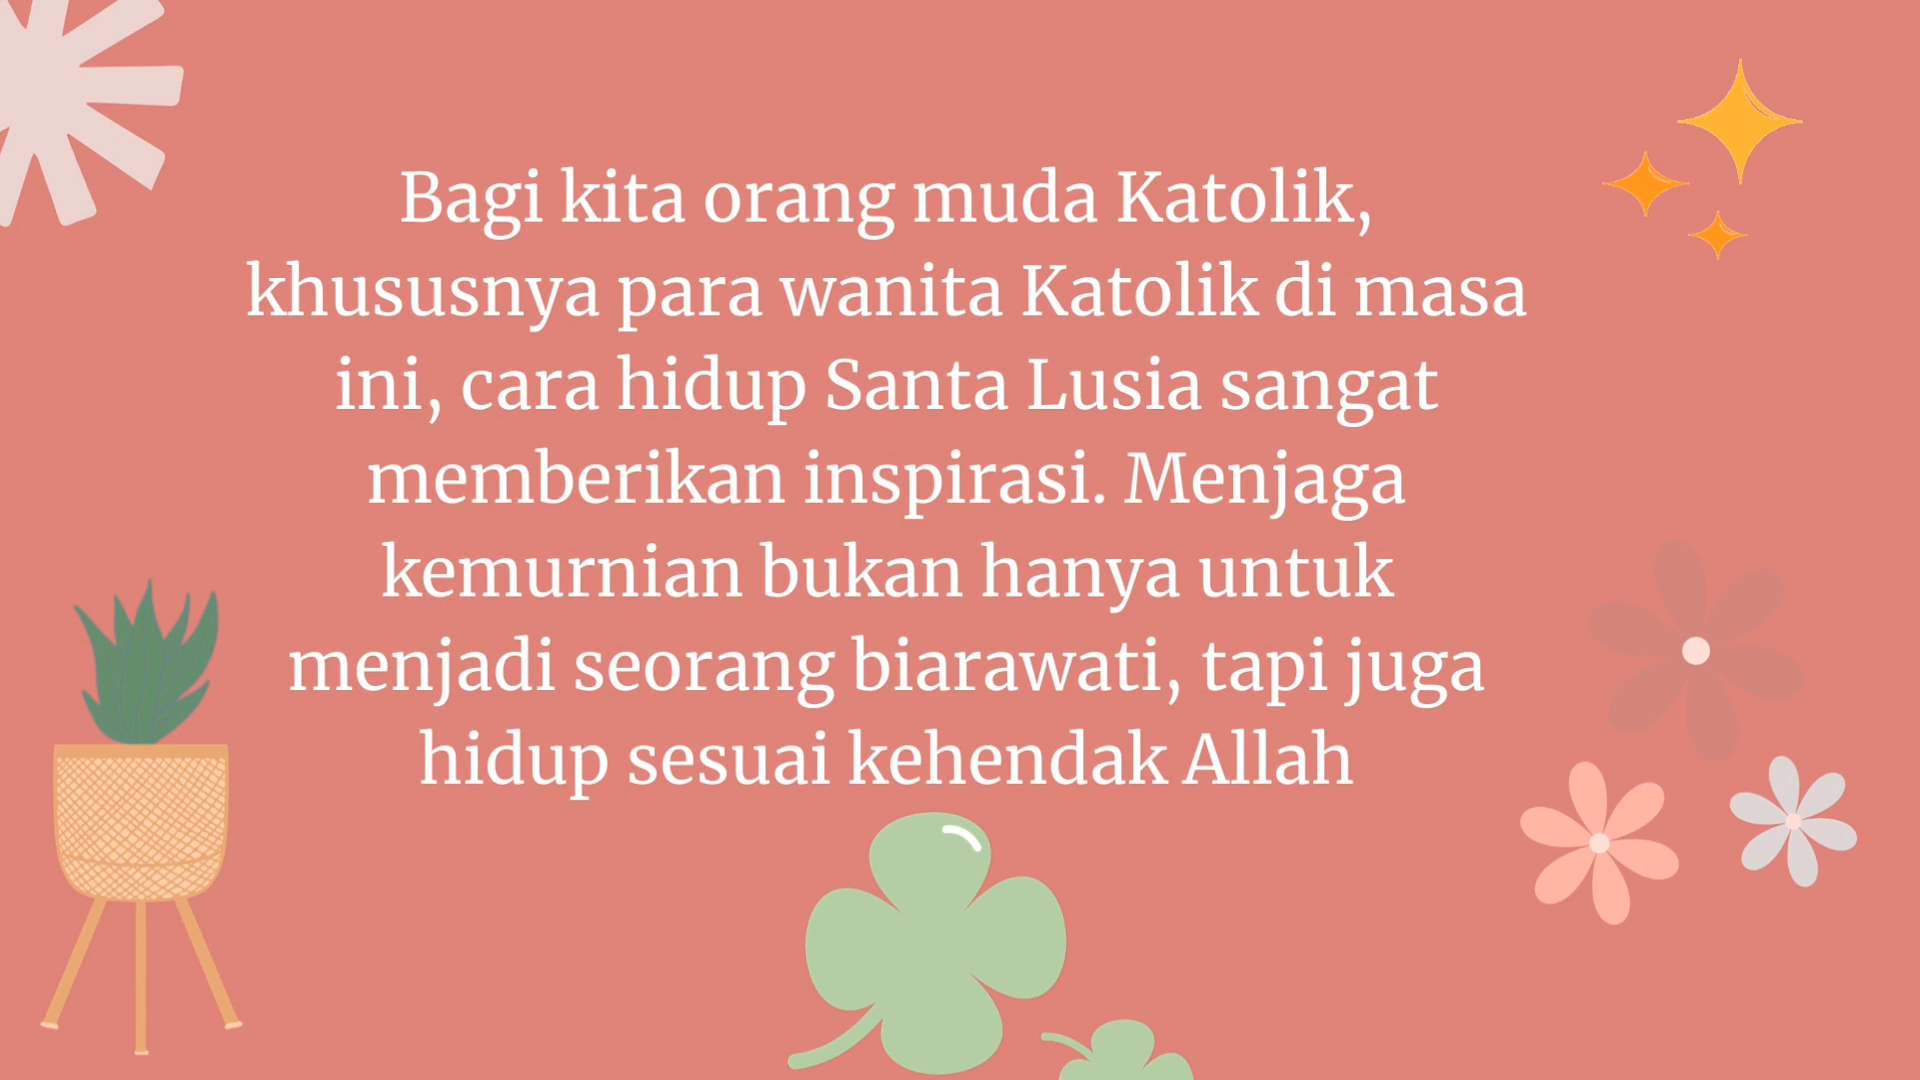 Bagi kita orang muda Katolik,
khususnya para wanita Katolik di masa
ini, cara hidup Santa Lusia sangat
memberikan inspirasi. Menjaga
kemurnian bukan hanya untuk
menjadi seorang biarawati, tapi juga
hidup sesuai kehendak Allah